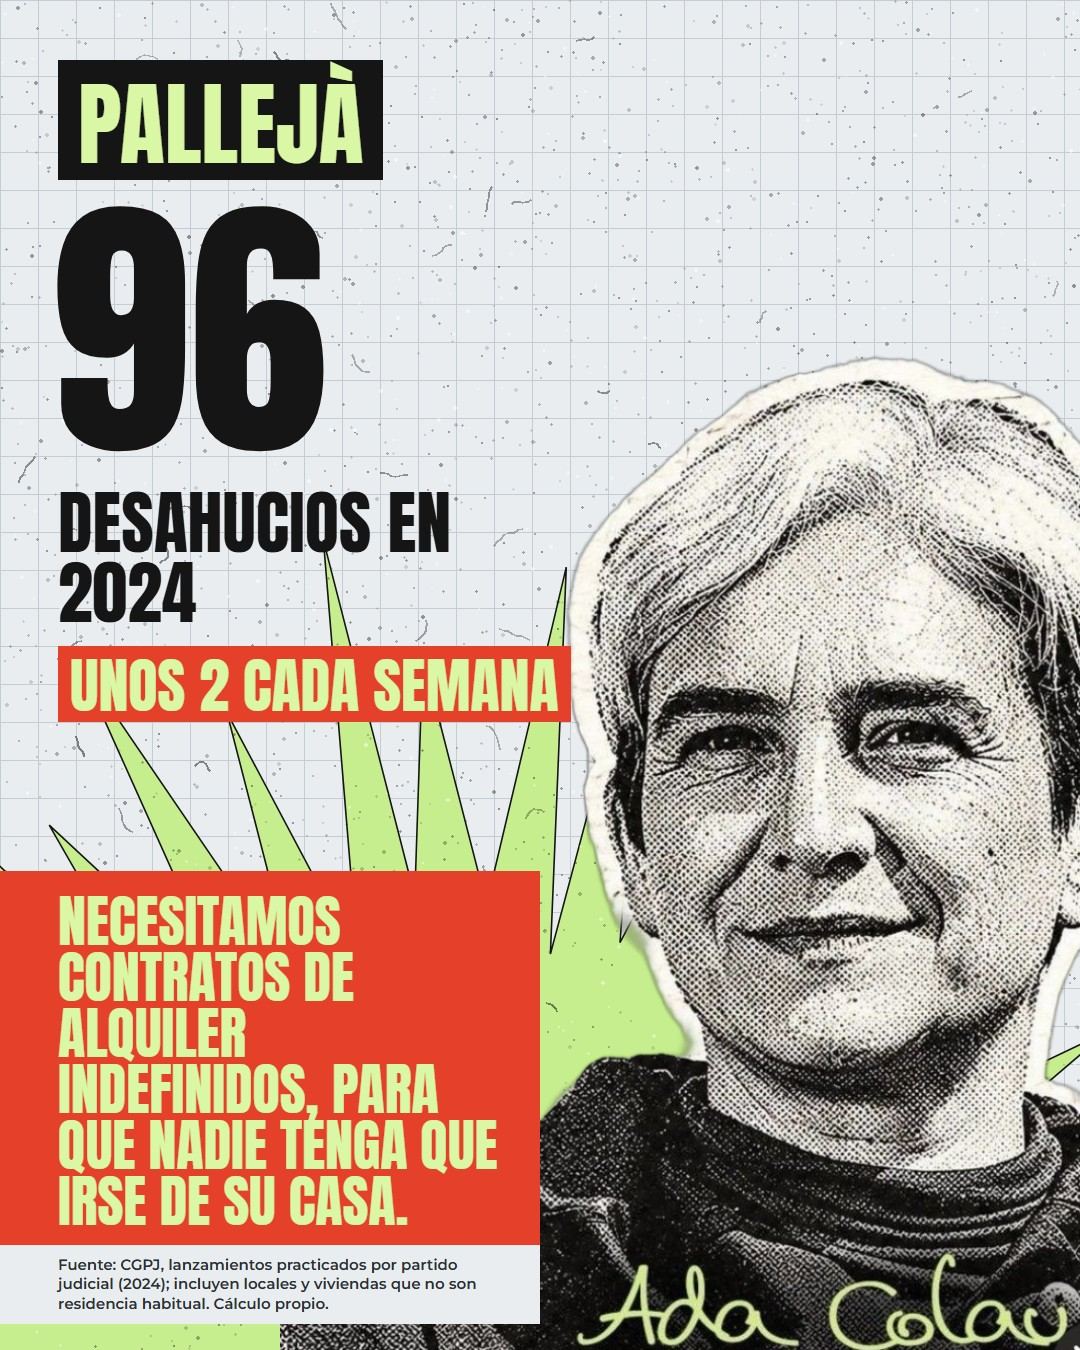 PALLEJÀ
96
DESAHUCIOS EN
2024
UNOS 2 CADA SEMANA
NECESITAMOS
CONTRATOS DE
ALQUILER
INDEFINIDOS, PARA
QUE NADIE TENGA QUE
IRSE DE SU CASA.
Fuente: CGPJ, lanzamientos practicados por partido
judicial (2024); incluyen locales y viviendas que no son
residencia habitual. Cálculo propio.
Ada Colau